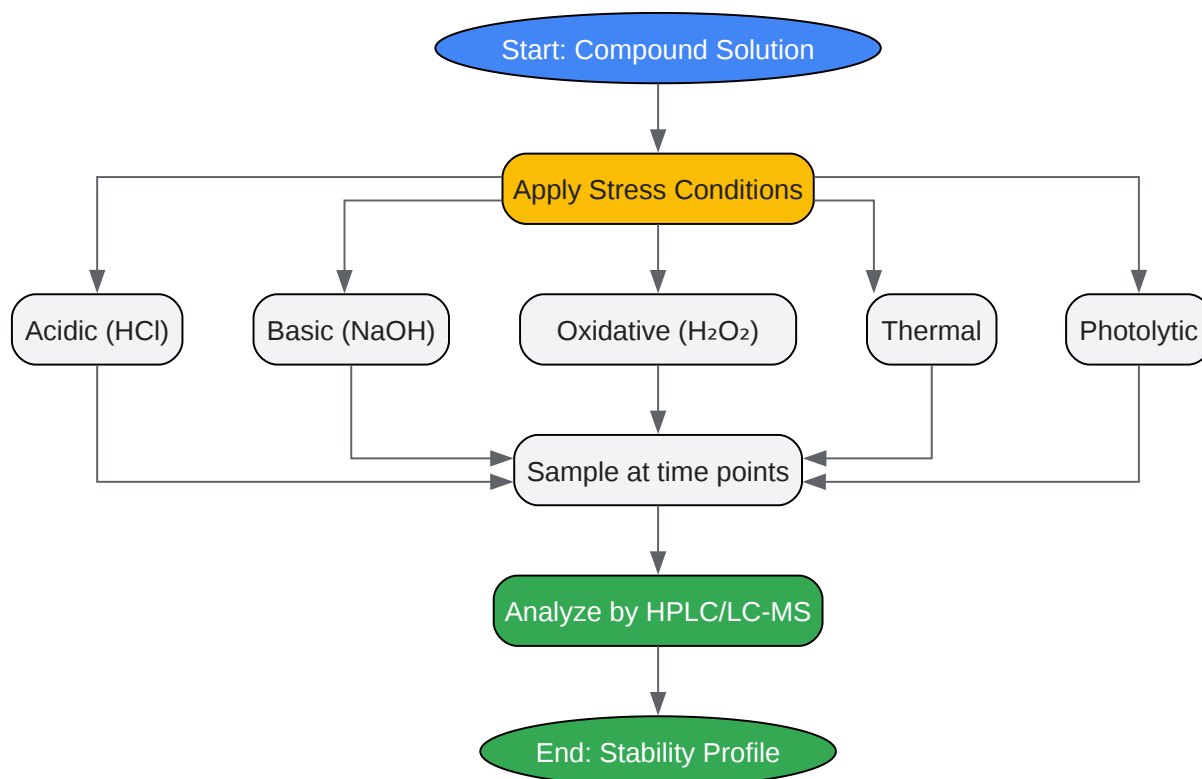 Start: Compound Solution
Apply Stress Conditions
Acidic (HCl)
Basic (NaOH)
Oxidative (H₂O₂)
Thermal
Photolytic
Sample at time points
Analyze by HPLC/LC-MS
End: Stability Profile